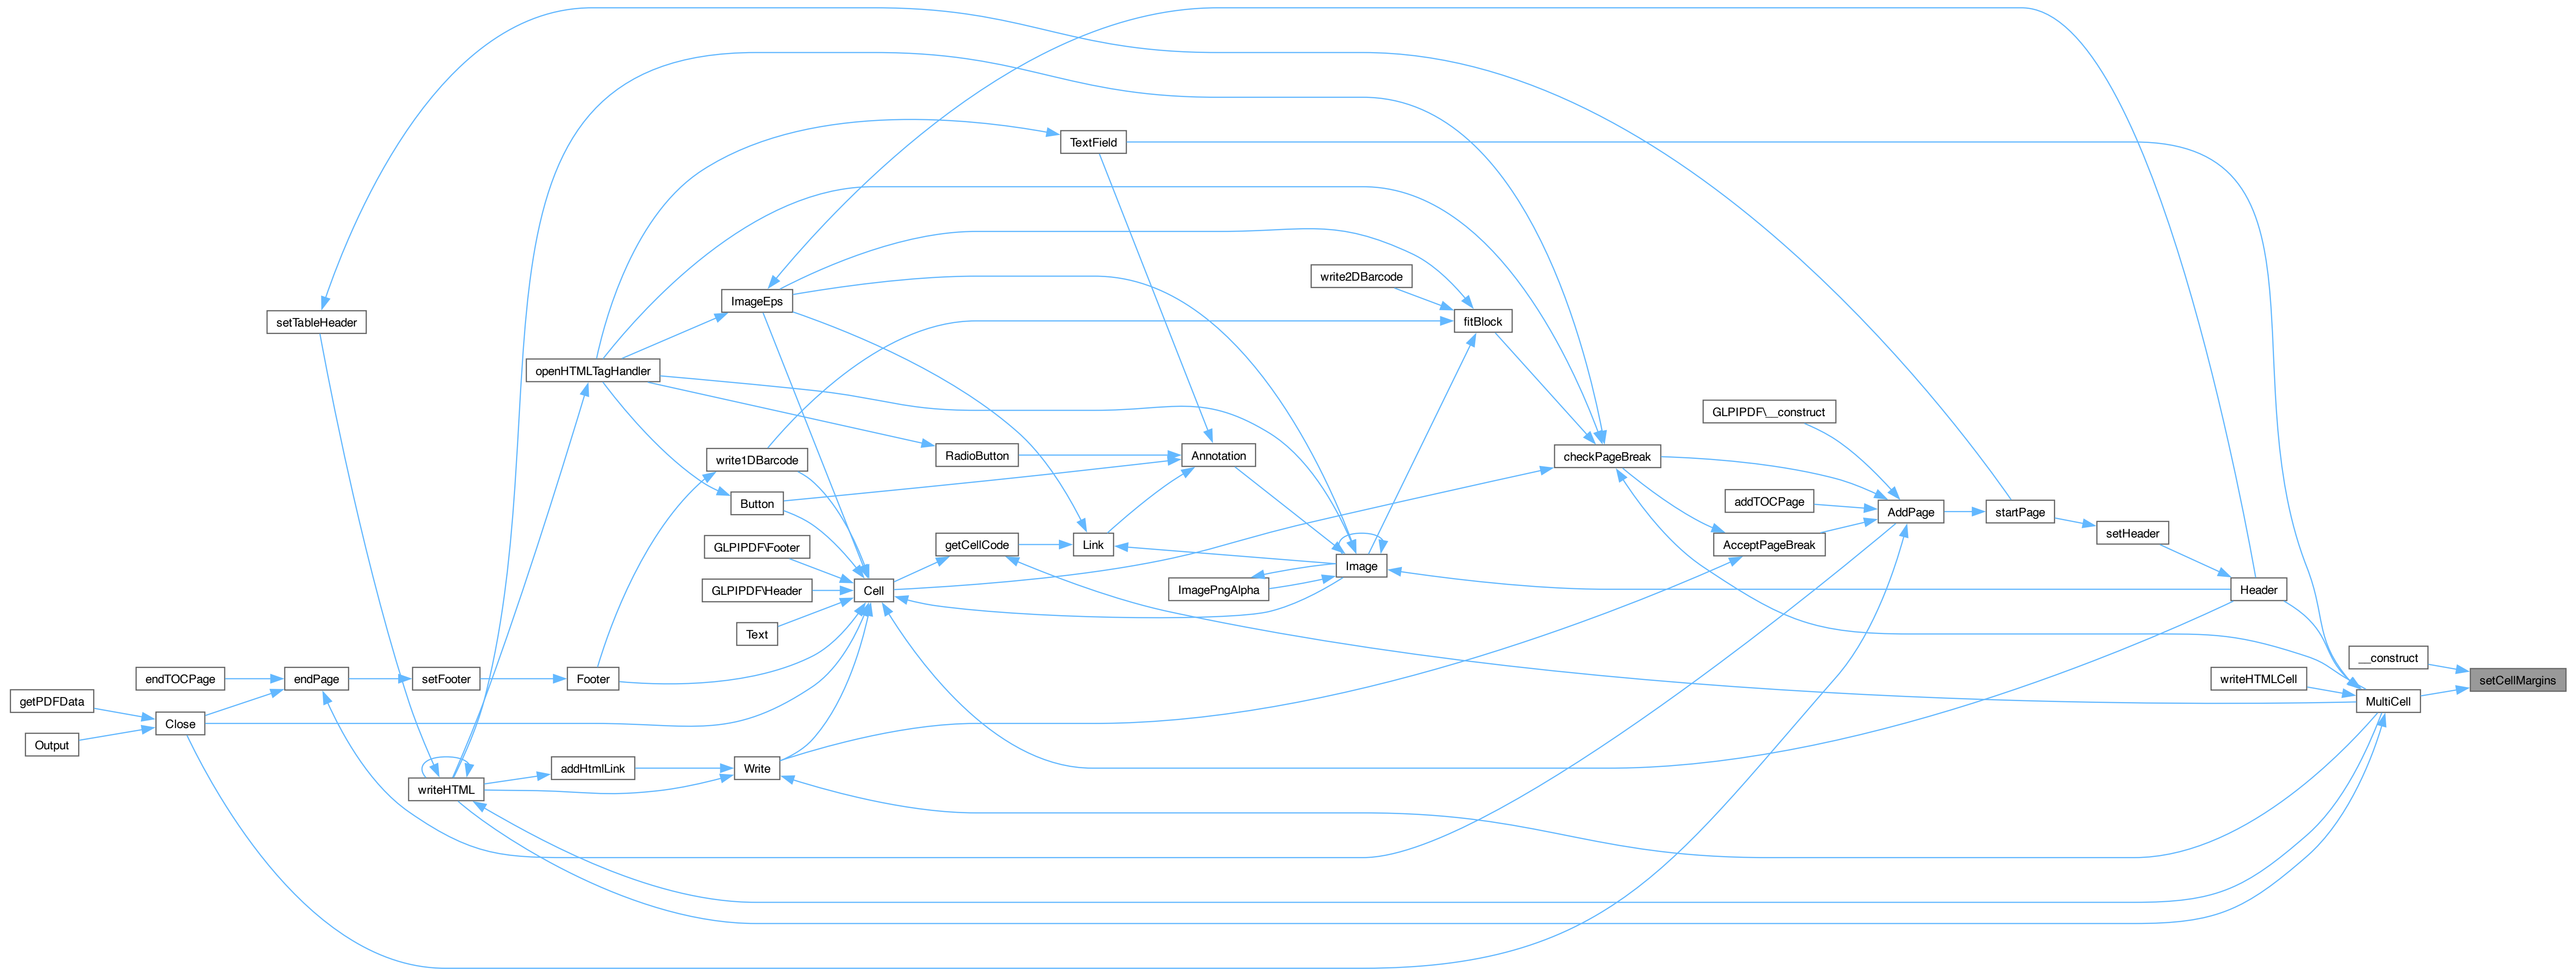 TextField
write2DBarcode
ImageEps
setTableHeader
fitBlock
openHTMLTagHandler
GLPIPDF\__construct
RadioButton
Annotation
checkPageBreak
write1DBarcode
Button
addTOCPage
AddPage
startPage
setHeader
GLPIPDF\Footer
getCellCode
Link
AcceptPageBreak
Image
GLPIPDF\Header
Cell
ImagePngAlpha
Header
Text
__construct
endTOCPage
endPage
setFooter
Footer
writeHTMLCell
setCellMargins
getPDFData
MultiCell
Close
Output
addHtmlLink
Write
writeHTML